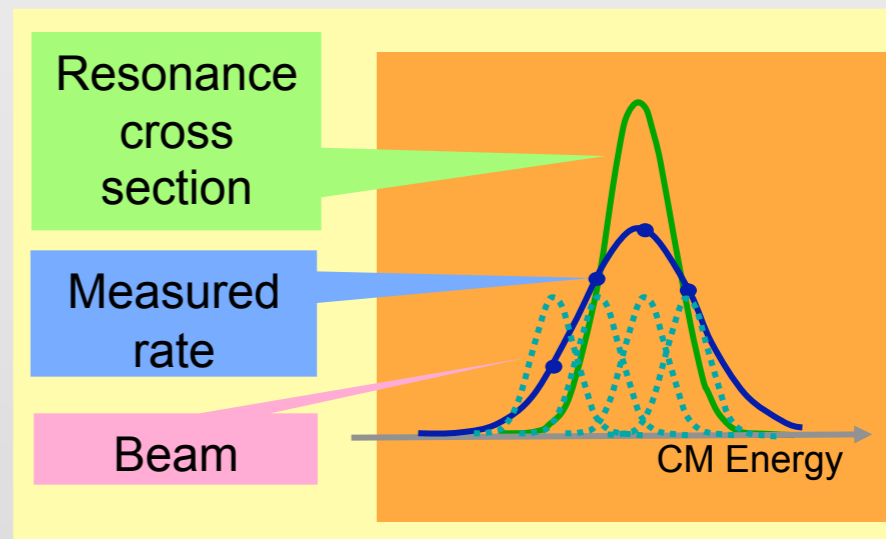 Resonance
cross
section
Measured
rate
Beam
CM Energy